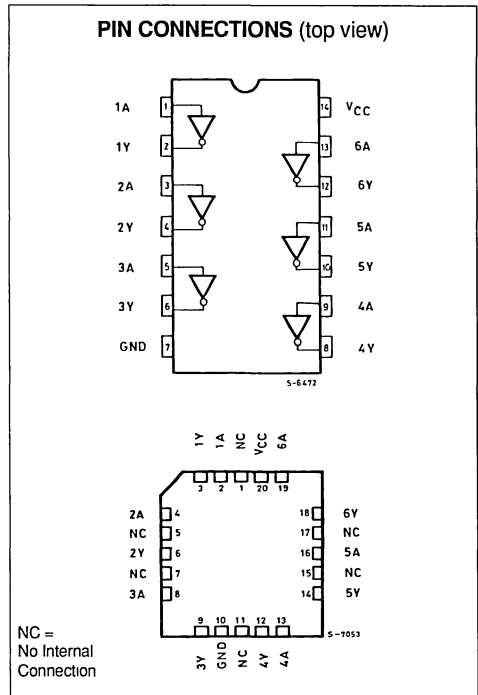 PIN CONNECTIONS (top view)
1A 1 14 VCC
1Y 2 13 6A
2A 3 12 6Y
2Y 4 11 5A
3A 5 10 5Y
3Y 6 9 4A
GND 7 8 4Y
S-6472
1Y 1A NC VCC 6A
3 2 1 20 19
2A 4 18 6Y
NC 5 17 NC
2Y 6 16 5A
NC 7 15 NC
3A 8 14 5Y
9 10 11 12 13
S-7053
3Y GND NC 4Y 4A
NC =
No Internal
Connection